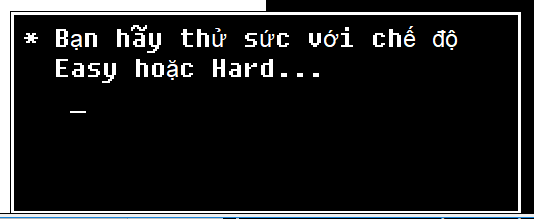 * Bạn hãy thử sức với chế độ
Easy hoặc Hard...
_